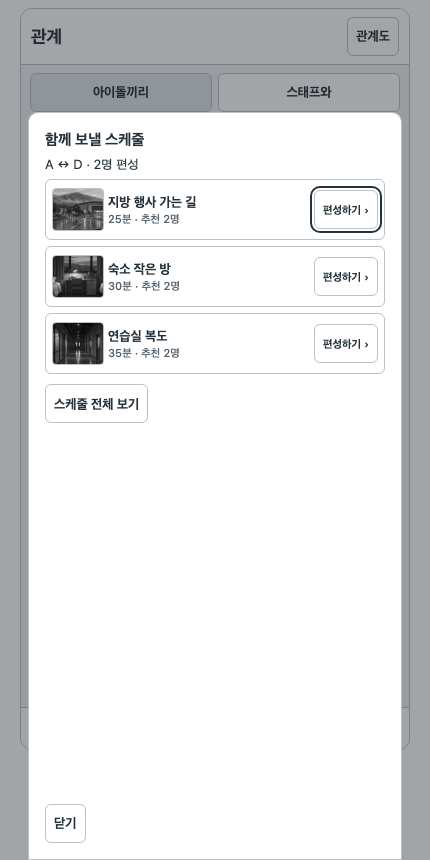 관계
관계도
아이돌끼리
스태프와
함께 보낼 스케줄
A ↔ D · 2명 편성
지방 행사 가는 길
25분 · 추천 2명
편성하기 ›
숙소 작은 방
30분 · 추천 2명
편성하기 ›
연습실 복도
35분 · 추천 2명
편성하기 ›
스케줄 전체 보기
닫기